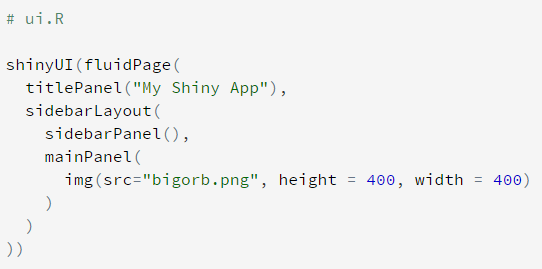 # ui.R
shinyUI(fluidPage(
  titlePanel("My Shiny App"),
  sidebarLayout(
    sidebarPanel(),
    mainPanel(
      img(src="bigorb.png", height = 400, width = 400)
    )
  )
))